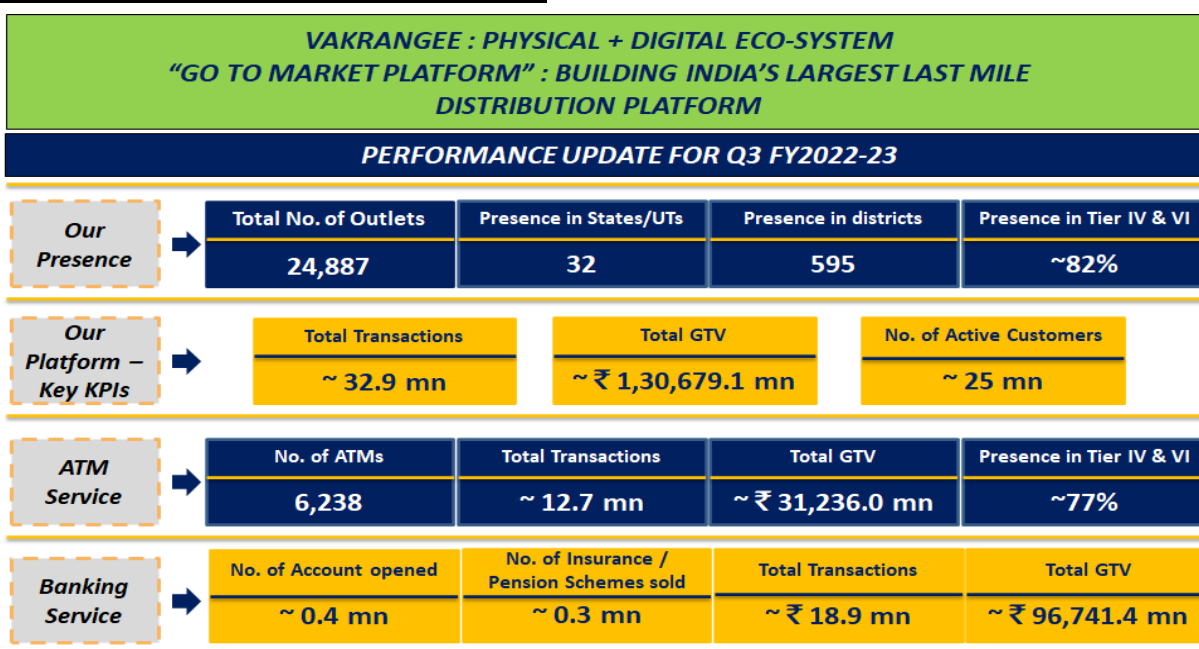 VAKRANGEE : PHYSICAL + DIGITAL ECO-SYSTEM
“GO TO MARKET PLATFORM” : BUILDING INDIA’S LARGEST LAST MILE
DISTRIBUTION PLATFORM
PERFORMANCE UPDATE FOR Q3 FY2022-23
Our
Presence
Total No. of Outlets
24,887
Presence in States/UTs
32
Presence in districts
595
Presence in Tier IV & VI
~82%
Our
Platform –
Key KPIs
Total Transactions
~ 32.9 mn
Total GTV
~ ₹ 1,30,679.1 mn
No. of Active Customers
~ 25 mn
ATM
Service
No. of ATMs
6,238
Total Transactions
~ 12.7 mn
Total GTV
~ ₹ 31,236.0 mn
Presence in Tier IV & VI
~77%
Banking
Service
No. of Account opened
~ 0.4 mn
No. of Insurance /
Pension Schemes sold
~ 0.3 mn
Total Transactions
~ ₹ 18.9 mn
Total GTV
~ ₹ 96,741.4 mn